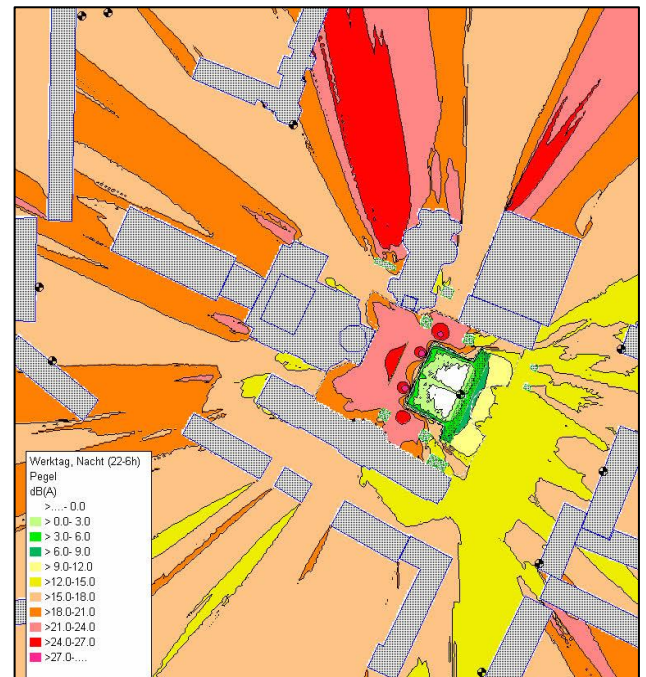 Werktag, Nacht (22-6h)
Pegel
dB(A)
>....- 0.0
> 0.0- 3.0
> 3.0- 6.0
> 6.0- 9.0
> 9.0-12.0
>12.0-15.0
>15.0-18.0
>18.0-21.0
>21.0-24.0
>24.0-27.0
>27.0-....